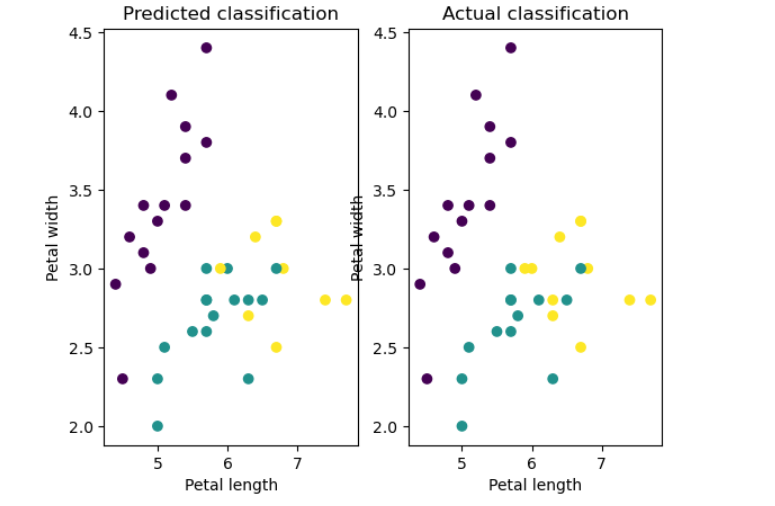 Predicted classification
Actual classification
4.5
4.0
3.5
3.0
2.5
2.0
Petal width
5 6 7
Petal length
4.5
4.0
3.5
3.0
2.5
2.0
Petal width
5 6 7
Petal length